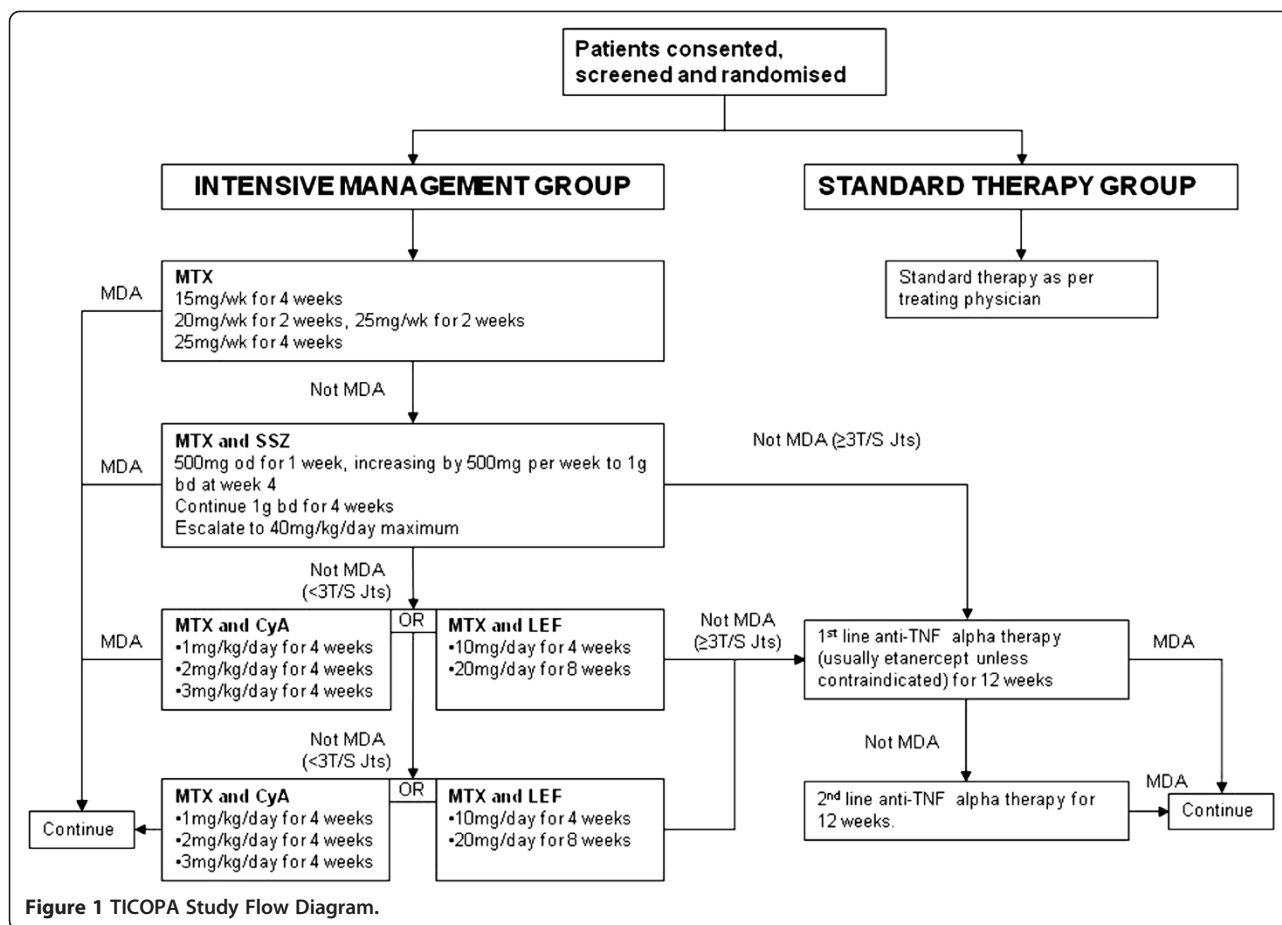 Patients consented,
screened and randomised
INTENSIVE MANAGEMENT GROUP
STANDARD THERAPY GROUP
MDA
MTX
15mg/wk for 4 weeks
20mg/wk for 2 weeks, 25mg/wk for 2 weeks
25mg/wk for 4 weeks
Standard therapy as per
treating physician
Not MDA
MDA
MTX and SSZ
500mg od for 1 week, increasing by 500mg per week to 1g
bd at week 4
Continue 1g bd for 4 weeks
Escalate to 40mg/kg/day maximum
Not MDA (≥3T/S Jts)
Not MDA
(<3T/S Jts)
MDA
MTX and CyA
•1mg/kg/day for 4 weeks
•2mg/kg/day for 4 weeks
•3mg/kg/day for 4 weeks
OR
MTX and LEF
•10mg/day for 4 weeks
•20mg/day for 8 weeks
Not MDA
(≥3T/S Jts)
1st line anti-TNF alpha therapy
(usually etanercept unless
contraindicated) for 12 weeks
MDA
Not MDA
(<3T/S Jts)
Not MDA
Continue
MTX and CyA
•1mg/kg/day for 4 weeks
•2mg/kg/day for 4 weeks
•3mg/kg/day for 4 weeks
OR
MTX and LEF
•10mg/day for 4 weeks
•20mg/day for 8 weeks
2nd line anti-TNF alpha therapy for
12 weeks.
MDA
Continue
Figure 1 TICOPA Study Flow Diagram.